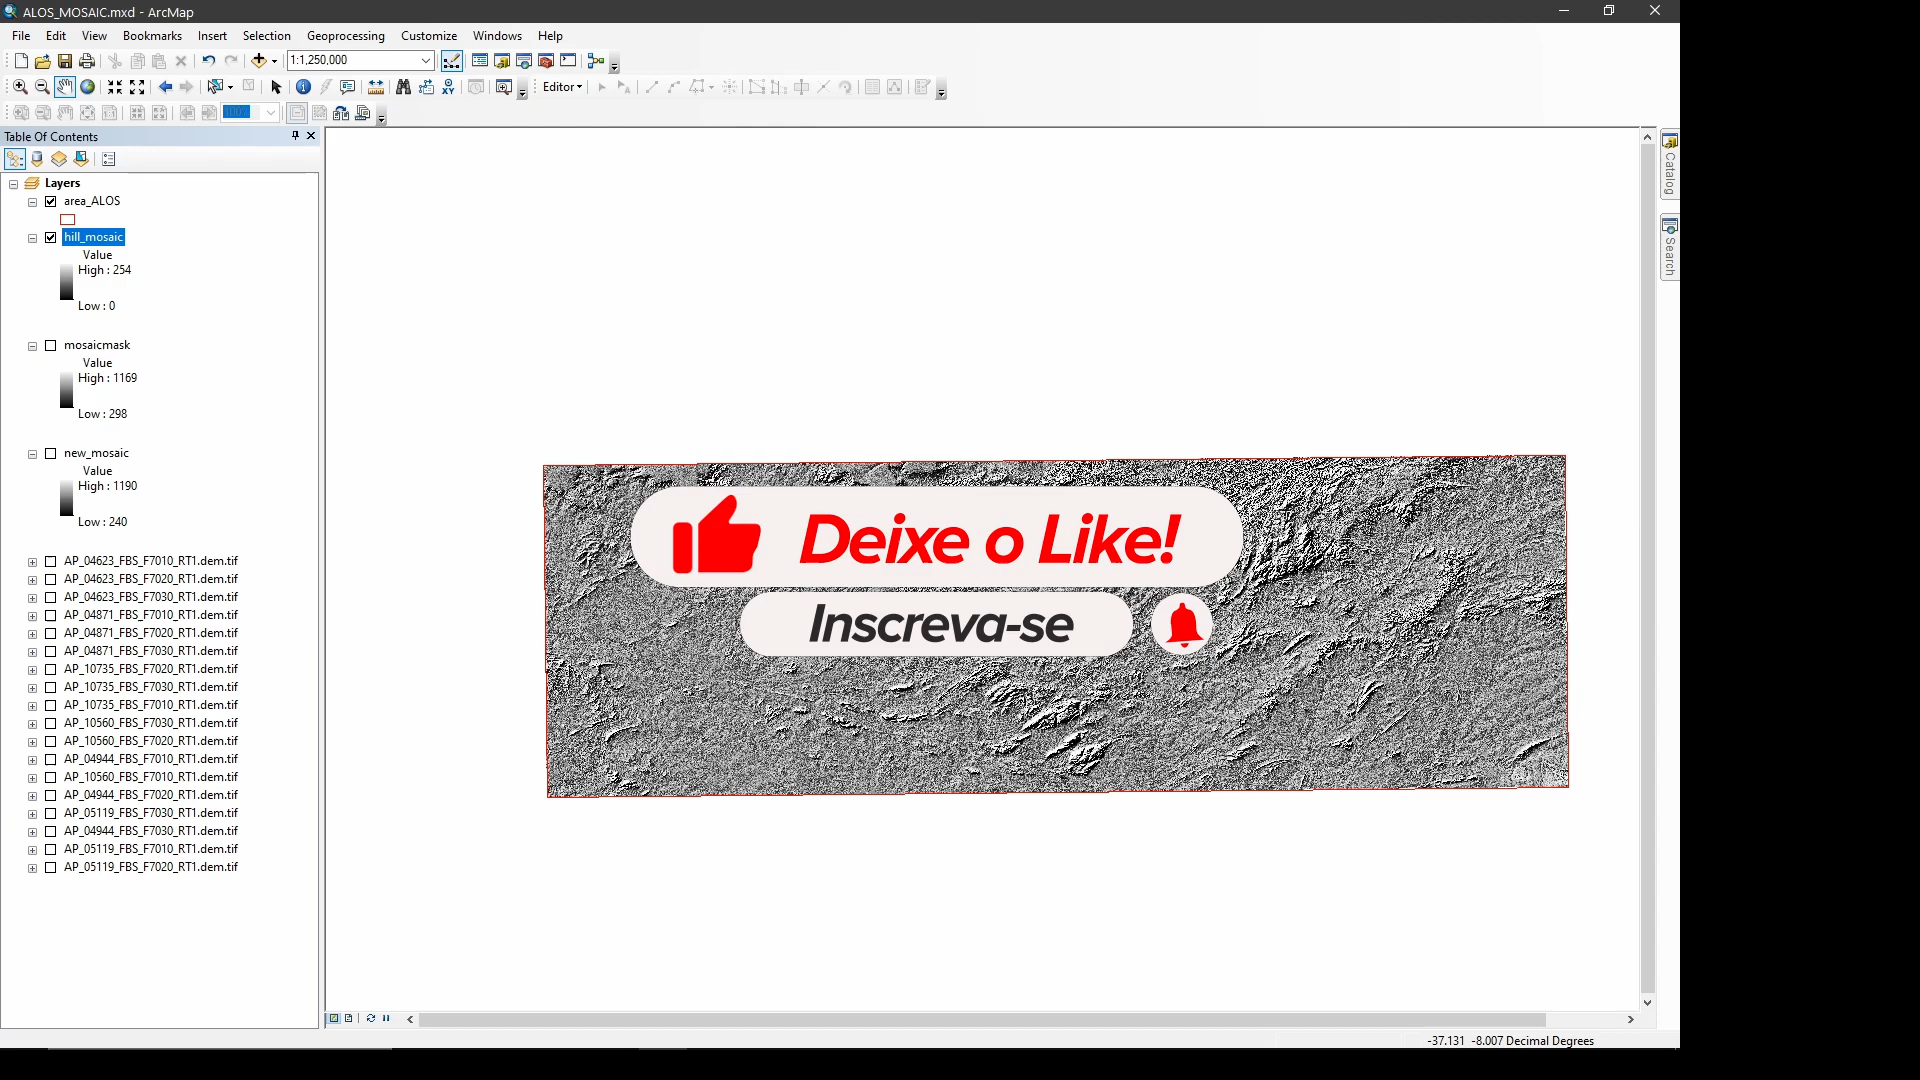 ALOS_MOSAIC.mxd - ArcMap
File Edit View Bookmarks Insert Selection Geoprocessing Customize Windows Help
1:1,250,000
Editor
100%
Table Of Contents
Layers
area_ALOS
hill_mosaic
Value
High : 254
Low : 0
mosaicmask
Value
High : 1169
Low : 298
new_mosaic
Value
High : 1190
Low : 240
AP_04623_FBS_F7010_RT1.dem.tif
AP_04623_FBS_F7020_RT1.dem.tif
AP_04623_FBS_F7030_RT1.dem.tif
AP_04871_FBS_F7010_RT1.dem.tif
AP_04871_FBS_F7020_RT1.dem.tif
AP_04871_FBS_F7030_RT1.dem.tif
AP_10735_FBS_F7020_RT1.dem.tif
AP_10735_FBS_F7030_RT1.dem.tif
AP_10735_FBS_F7010_RT1.dem.tif
AP_10560_FBS_F7030_RT1.dem.tif
AP_10560_FBS_F7020_RT1.dem.tif
AP_04944_FBS_F7010_RT1.dem.tif
AP_10560_FBS_F7010_RT1.dem.tif
AP_04944_FBS_F7020_RT1.dem.tif
AP_05119_FBS_F7030_RT1.dem.tif
AP_04944_FBS_F7030_RT1.dem.tif
AP_05119_FBS_F7010_RT1.dem.tif
AP_05119_FBS_F7020_RT1.dem.tif
Deixe o Like!
Inscreva-se
Catalog
Search
-37.131 -8.007 Decimal Degrees